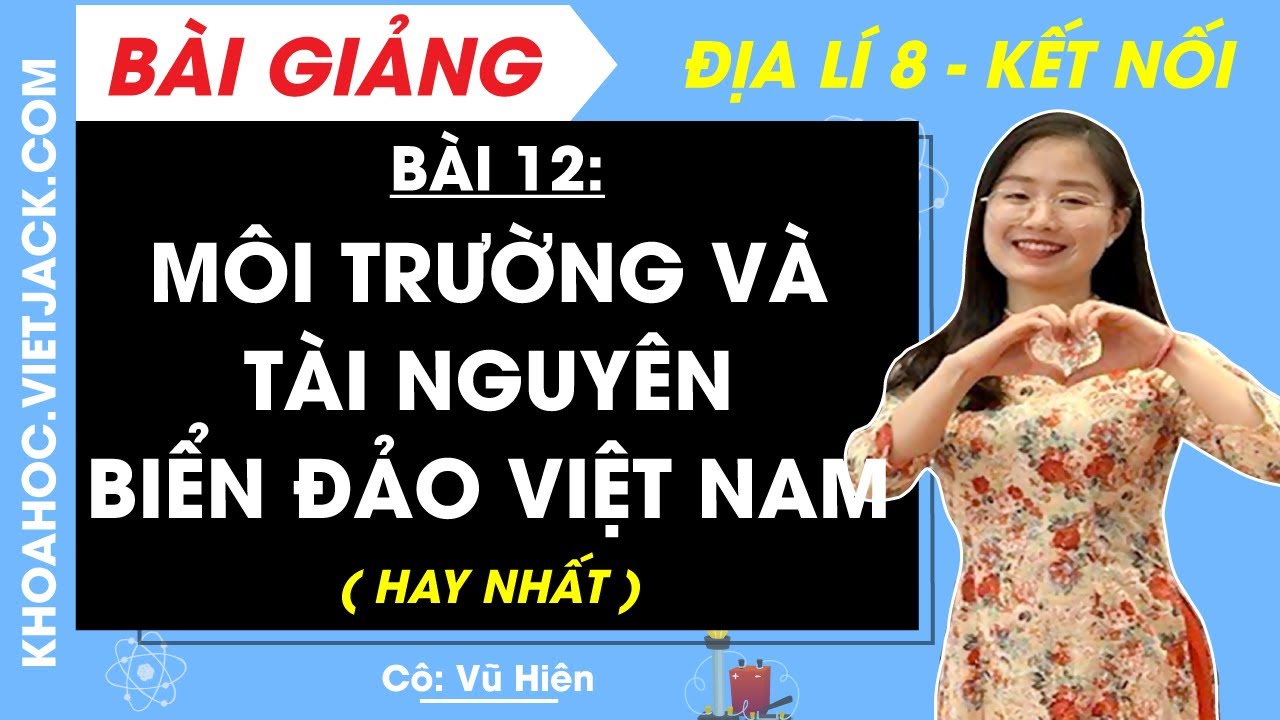 BÀI GIẢNG
ĐỊA LÍ 8 - KẾT NỐI
KHOAHOC.VIETJACK.COM
BÀI 12:
MÔI TRƯỜNG VÀ
TÀI NGUYÊN
BIỂN ĐẢO VIỆT NAM
( HAY NHẤT )
Cô: Vũ Hiên